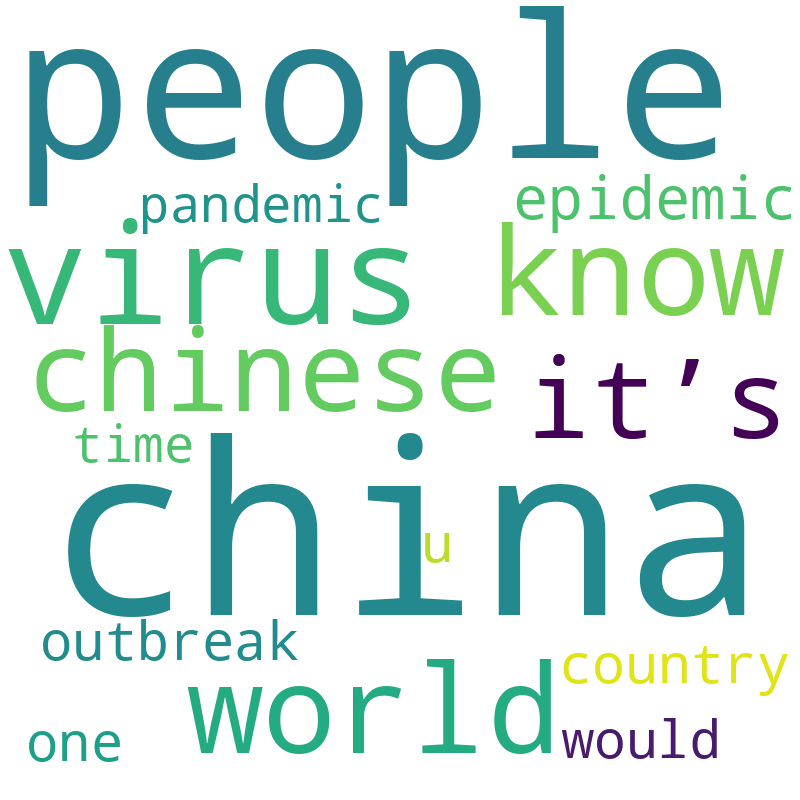 people
pandemic epidemic
virus know
chinese it’s
time
china
u
outbreak country
world
one would